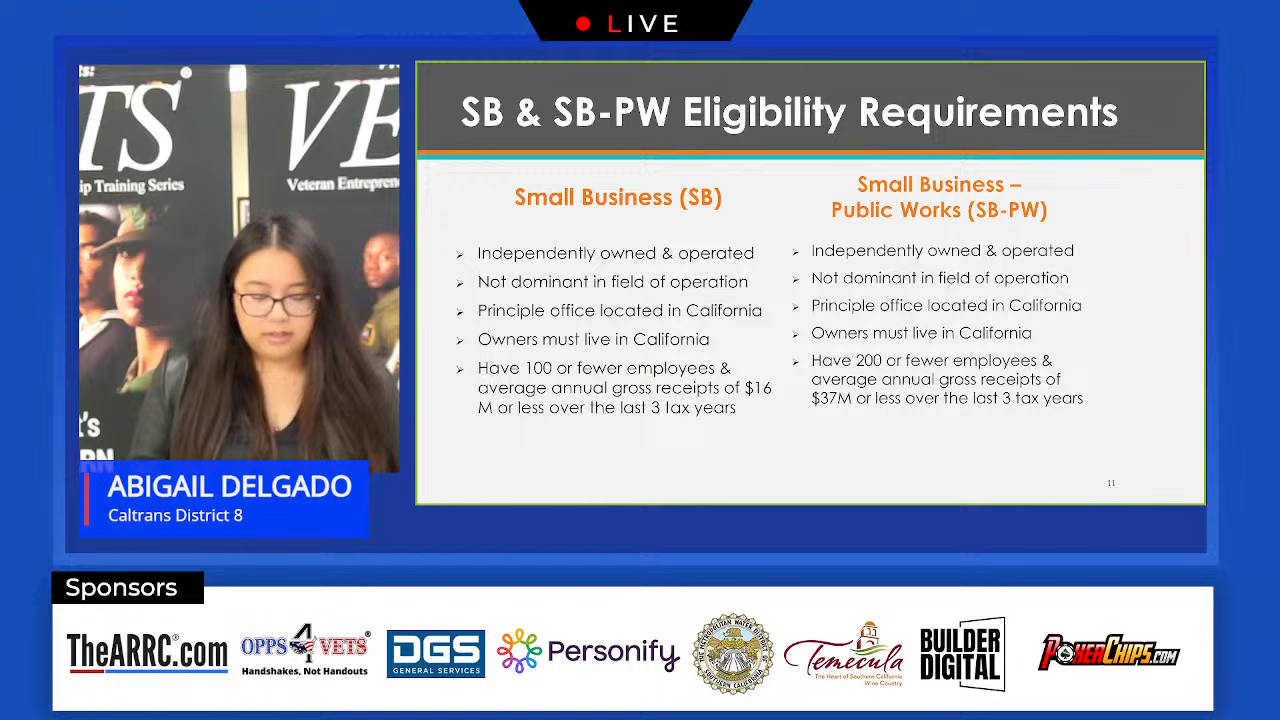 LIVE
TS®
ip Training Series
VE
Veteran Entrepren
t's
RN
ABIGAIL DELGADO
Caltrans District 8
SB & SB-PW Eligibility Requirements
Small Business (SB)
➢ Independently owned & operated
➢ Not dominant in field of operation
➢ Principle office located in California
➢ Owners must live in California
➢ Have 100 or fewer employees &
average annual gross receipts of $16
M or less over the last 3 tax years
Small Business –
Public Works (SB-PW)
➢ Independently owned & operated
➢ Not dominant in field of operation
➢ Principle office located in California
➢ Owners must live in California
➢ Have 200 or fewer employees &
average annual gross receipts of
$37M or less over the last 3 tax years
11
Sponsors
TheARRC®.com
OPPS 4 VETS®
Handshakes, Not Handouts
DGS
GENERAL SERVICES
Personify
Temecula
The Heart of Southern California
Wine Country
BUILDER
DIGITAL
POKERCHIPS.COM